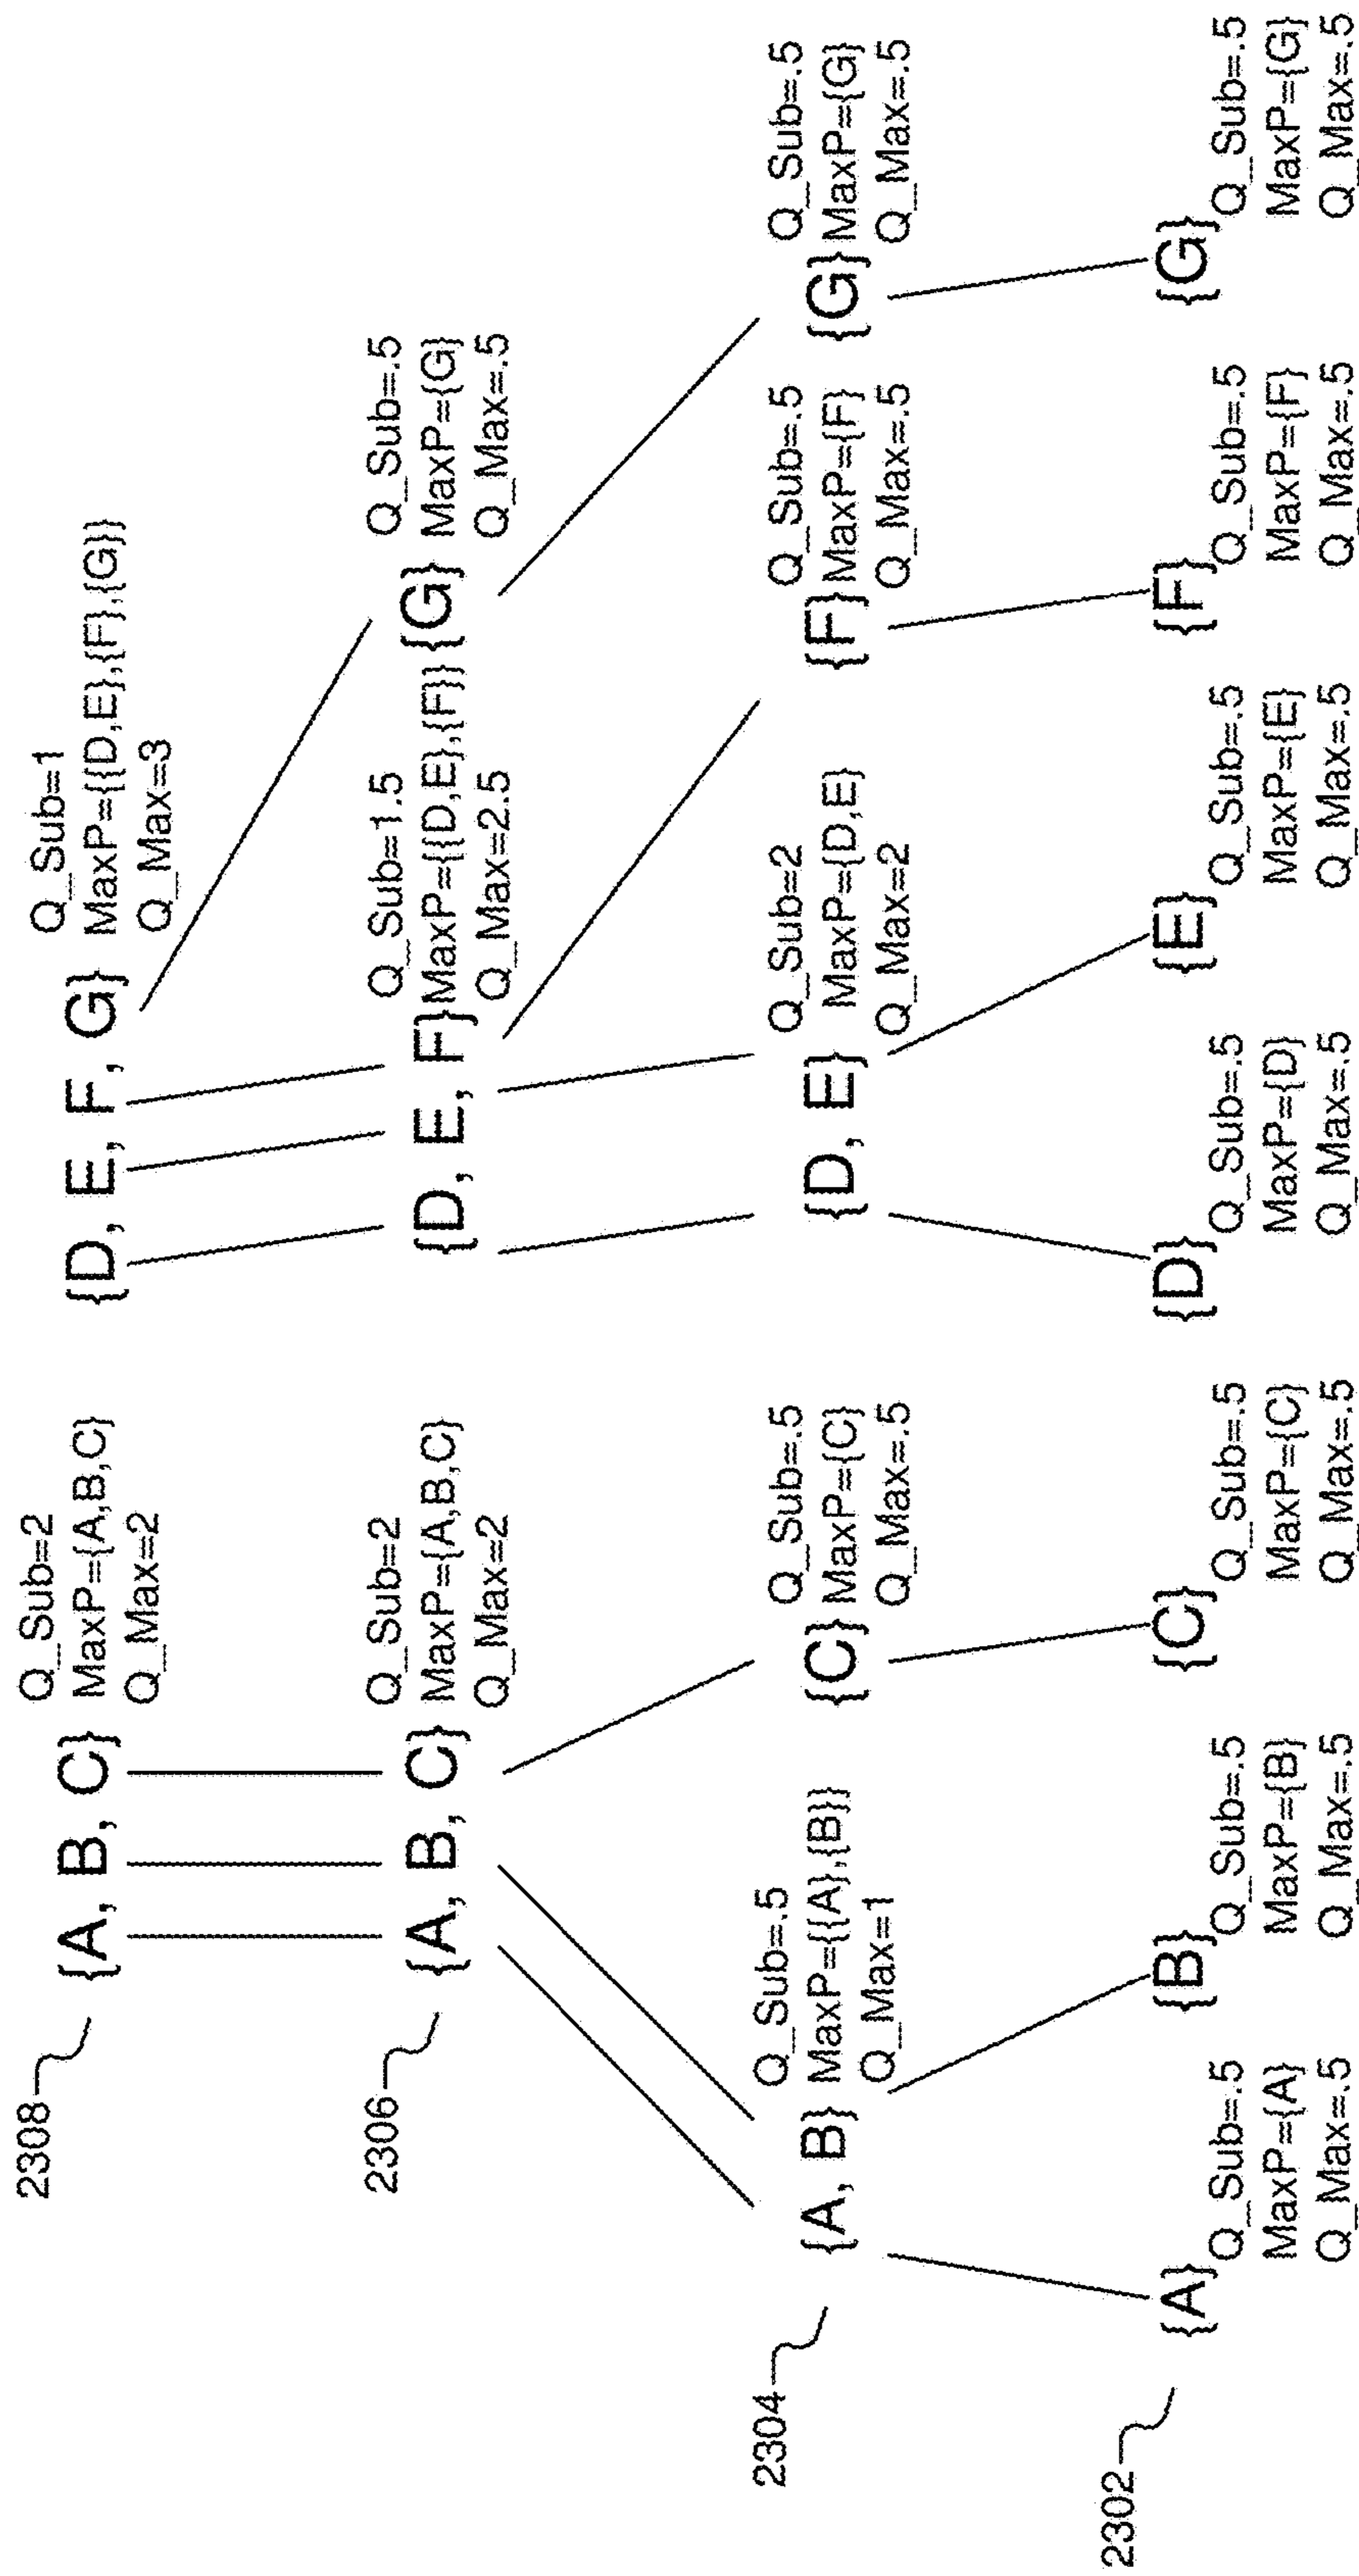 2308
{A, B, C}
Q_Sub=2
MaxP={A,B,C}
Q_Max=2
{D, E, F, G}
Q_Sub=1
MaxP={{D,E},{F},{G}}
Q_Max=3
2306
{A, B, C}
Q_Sub=2
MaxP={A,B,C}
Q_Max=2
{D, E, F}
Q_Sub=1.5
MaxP={{D,E},{F}}
Q_Max=2.5
{G}
Q_Sub=.5
MaxP={G}
Q_Max=.5
2304
{A, B}
Q_Sub=.5
MaxP={{A},{B}}
Q_Max=1
{C}
Q_Sub=.5
MaxP={C}
Q_Max=.5
{D, E}
Q_Sub=2
MaxP={D,E}
Q_Max=2
{F}
Q_Sub=.5
MaxP={F}
Q_Max=.5
{G}
Q_Sub=.5
MaxP={G}
Q_Max=.5
2302
{A}
Q_Sub=.5
MaxP={A}
Q_Max=.5
{B}
Q_Sub=.5
MaxP={B}
Q_Max=.5
{C}
Q_Sub=.5
MaxP={C}
Q_Max=.5
{D}
Q_Sub=.5
MaxP={D}
Q_Max=.5
{E}
Q_Sub=.5
MaxP={E}
Q_Max=.5
{F}
Q_Sub=.5
MaxP={F}
Q_Max=.5
{G}
Q_Sub=.5
MaxP={G}
Q_Max=.5